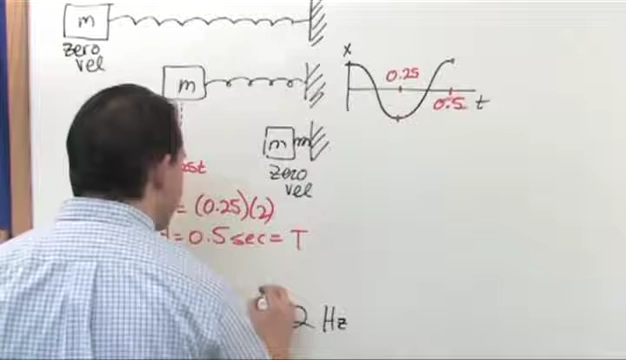 m
zero
vel
m
m
zero
vel
x
0.25
0.5 t
= (0.25)(2)
= 0.5 sec = T
2 Hz